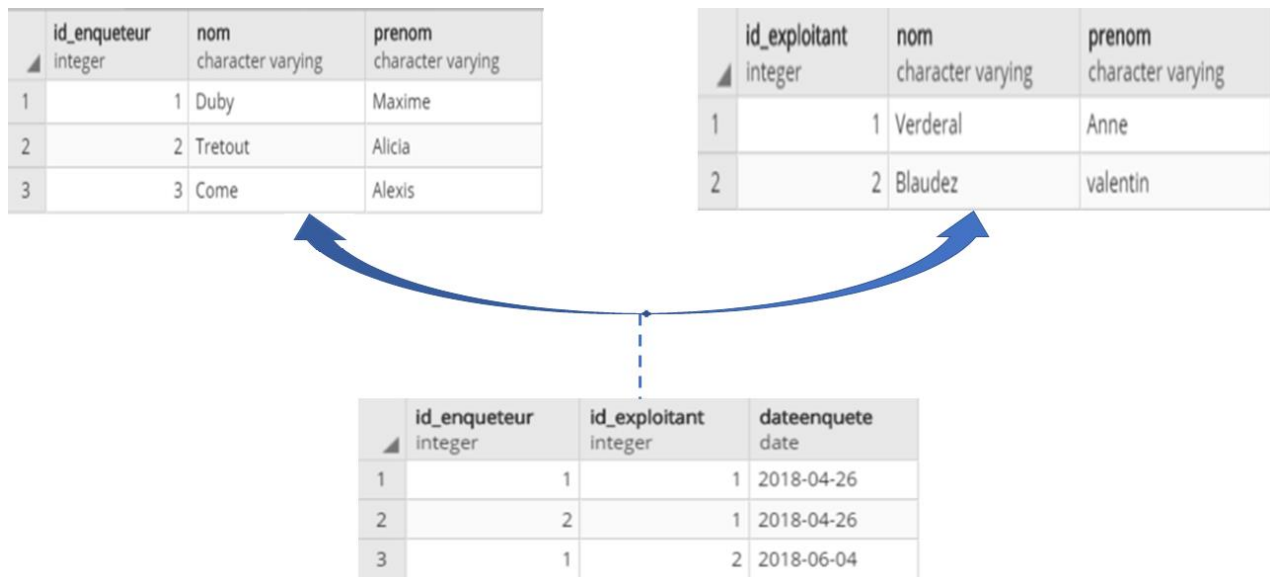 id_enqueteur nom prenom
integer character varying character varying
1 1 Duby Maxime
2 2 Tretout Alicia
3 3 Come Alexis
id_exploitant nom prenom
integer character varying character varying
1 1 Verderal Anne
2 2 Blaudez valentin
id_enqueteur id_exploitant dateenquete
integer integer date
1 1 1 2018-04-26
2 2 1 2018-04-26
3 1 2 2018-06-04